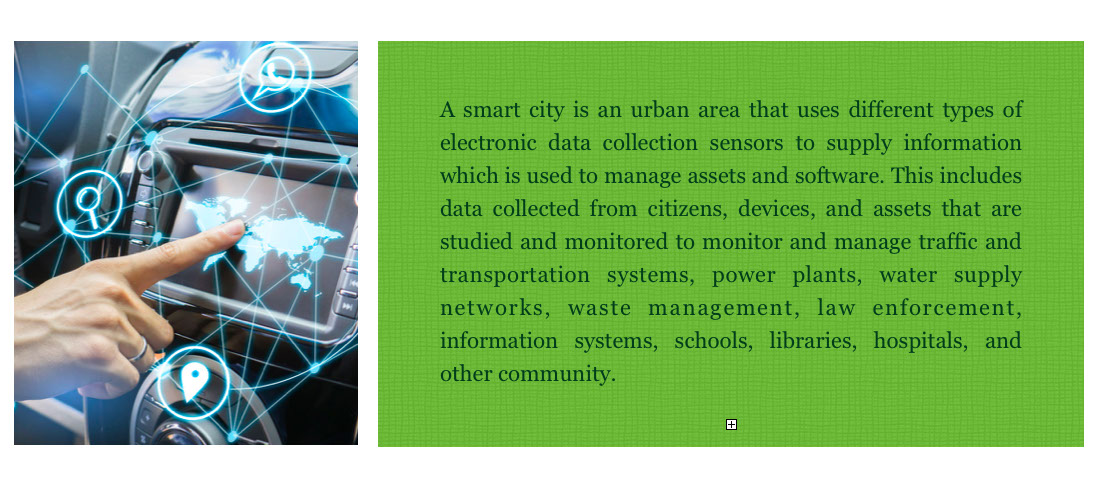 A smart city is an urban area that uses different types of
electronic data collection sensors to supply information
which is used to manage assets and software. This includes
data collected from citizens, devices, and assets that are
studied and monitored to monitor and manage traffic and
transportation systems, power plants, water supply
networks, waste management, law enforcement,
information systems, schools, libraries, hospitals, and
other community.